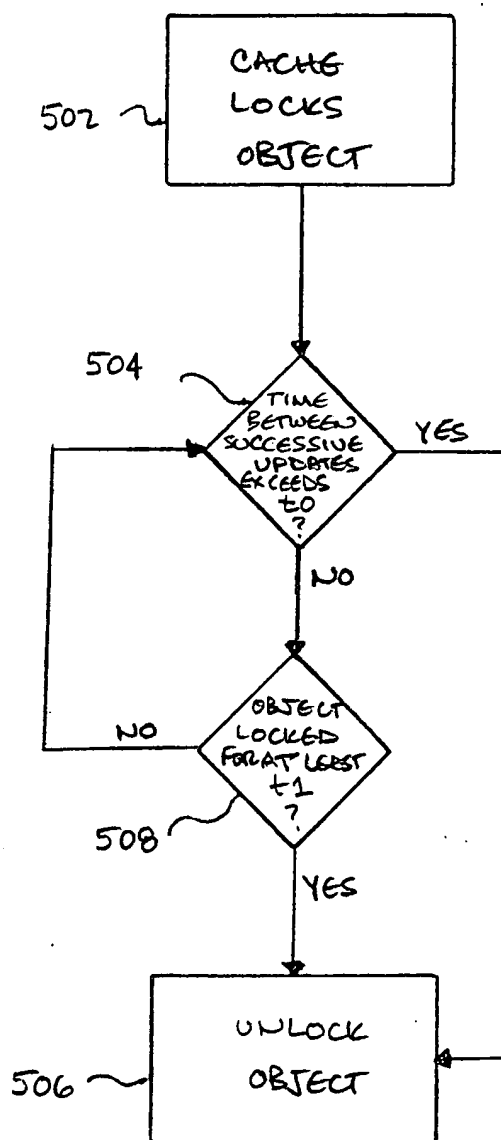 CACHE
502 LOCKS
OBJECT
504
TIME
BETWEEN
SUCCESSIVE
UPDATES
EXCEEDS
t0
?
YES
NO
OBJECT
LOCKED
FOR AT LEAST
t1
?
NO
508
YES
UNLOCK
506 OBJECT